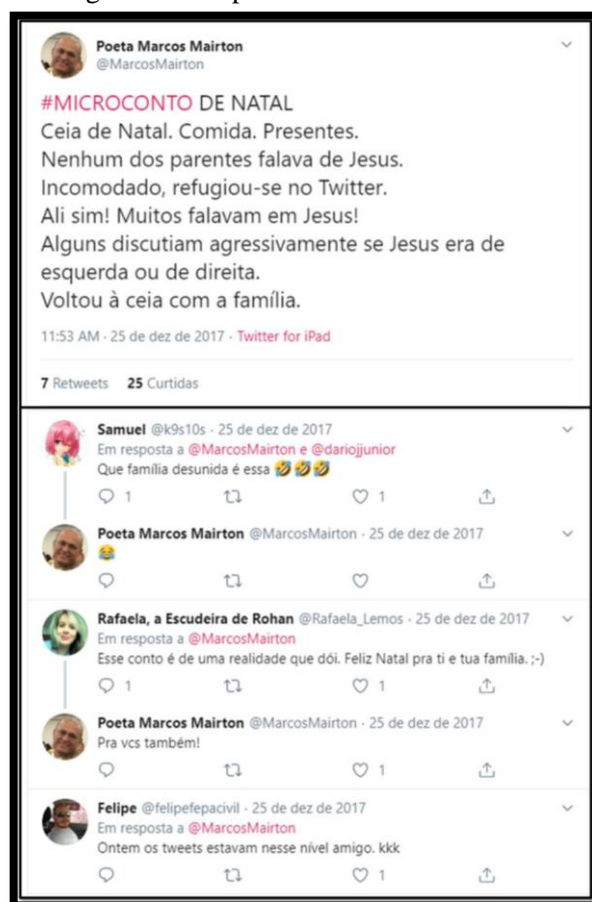 Poeta Marcos Mairton
@MarcosMairton
#MICROCONTO DE NATAL
Ceia de Natal. Comida. Presentes.
Nenhum dos parentes falava de Jesus.
Incomodado, refugiou-se no Twitter.
Ali sim! Muitos falavam em Jesus!
Alguns discutiam agressivamente se Jesus era de
esquerda ou de direita.
Voltou à ceia com a família.
11:53 AM · 25 de dez de 2017 · Twitter for iPad
7 Retweets 25 Curtidas
Samuel @k9s10s · 25 de dez de 2017
Em resposta a @MarcosMairton e @dariojjunior
Que família desunida é essa 🤣🤣🤣
1 1
Poeta Marcos Mairton @MarcosMairton · 25 de dez de 2017
😂
Rafaela, a Escudeira de Rohan @Rafaela_Lemos · 25 de dez de 2017
Em resposta a @MarcosMairton
Esse conto é de uma realidade que dói. Feliz Natal pra ti e tua família. ;-)
1 1
Poeta Marcos Mairton @MarcosMairton · 25 de dez de 2017
Pra vcs também!
1
Felipe @felipefepacivil · 25 de dez de 2017
Em resposta a @MarcosMairton
Ontem os tweets estavam nesse nível amigo. kkk
1